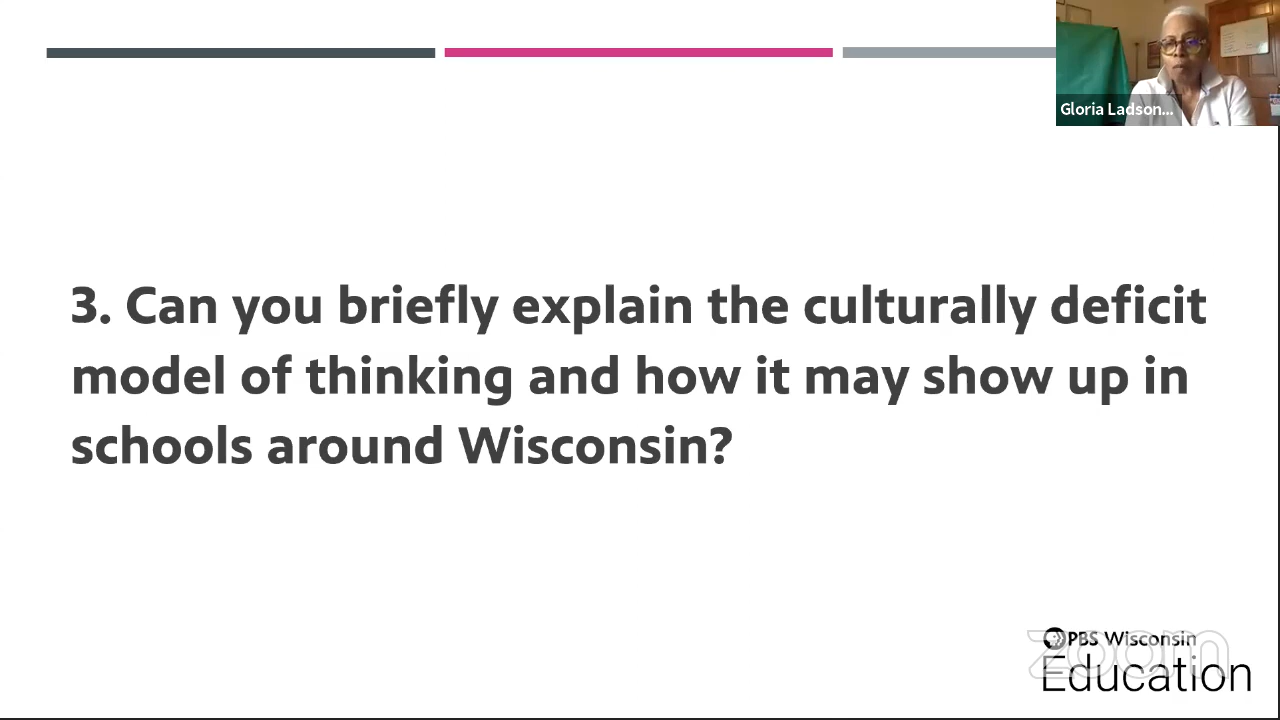 Gloria Ladson...
3. Can you briefly explain the culturally deficit
model of thinking and how it may show up in
schools around Wisconsin?
PBS Wisconsin
zoom
Education